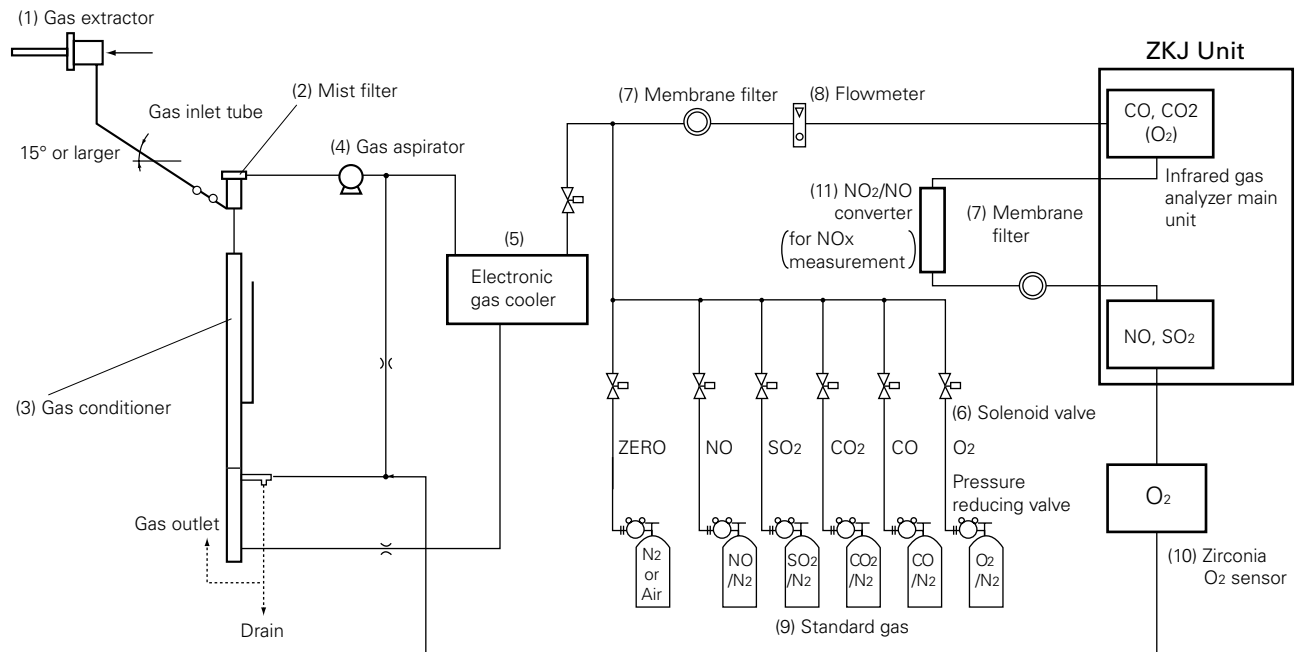 (1) Gas extractor
Gas inlet tube
15° or larger
(2) Mist filter
(4) Gas aspirator
(5)
Electronic
gas cooler
(3) Gas conditioner
Gas outlet
Drain
(7) Membrane filter
(8) Flowmeter
ZKJ Unit
CO, CO2
(O2)
Infrared gas
analyzer main
unit
(11) NO2/NO
converter
(for NOx
measurement)
(7) Membrane
filter
NO, SO2
(6) Solenoid valve
ZERO
NO
SO2
CO2
CO
O2
Pressure
reducing valve
N2
or
Air
NO
/N2
SO2
/N2
CO2
/N2
CO
/N2
O2
/N2
(9) Standard gas
O2
(10) Zirconia
O2 sensor